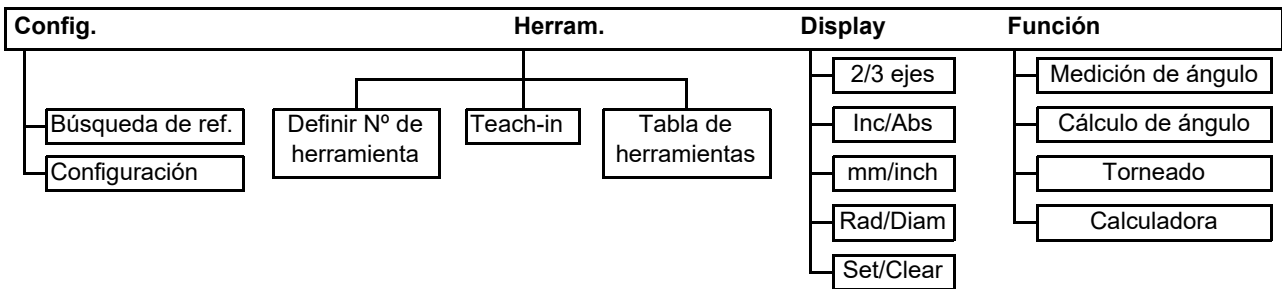 Config. Herram. Display Función
2/3 ejes Medición de ángulo
Búsqueda de ref. Definir Nº de herramienta Teach-in Tabla de herramientas Inc/Abs Cálculo de ángulo
Configuración mm/inch Torneado
Rad/Diam Calculadora
Set/Clear